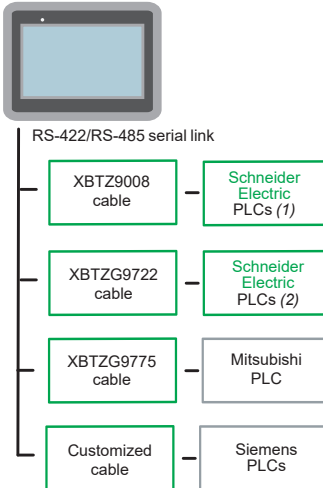 RS-422/RS-485 serial link
XBTZ9008
cable
Schneider
Electric
PLCs (1)
XBTZG9722
cable
Schneider
Electric
PLCs (2)
XBTZG9775
cable
Mitsubishi
PLC
Customized
cable
Siemens
PLCs